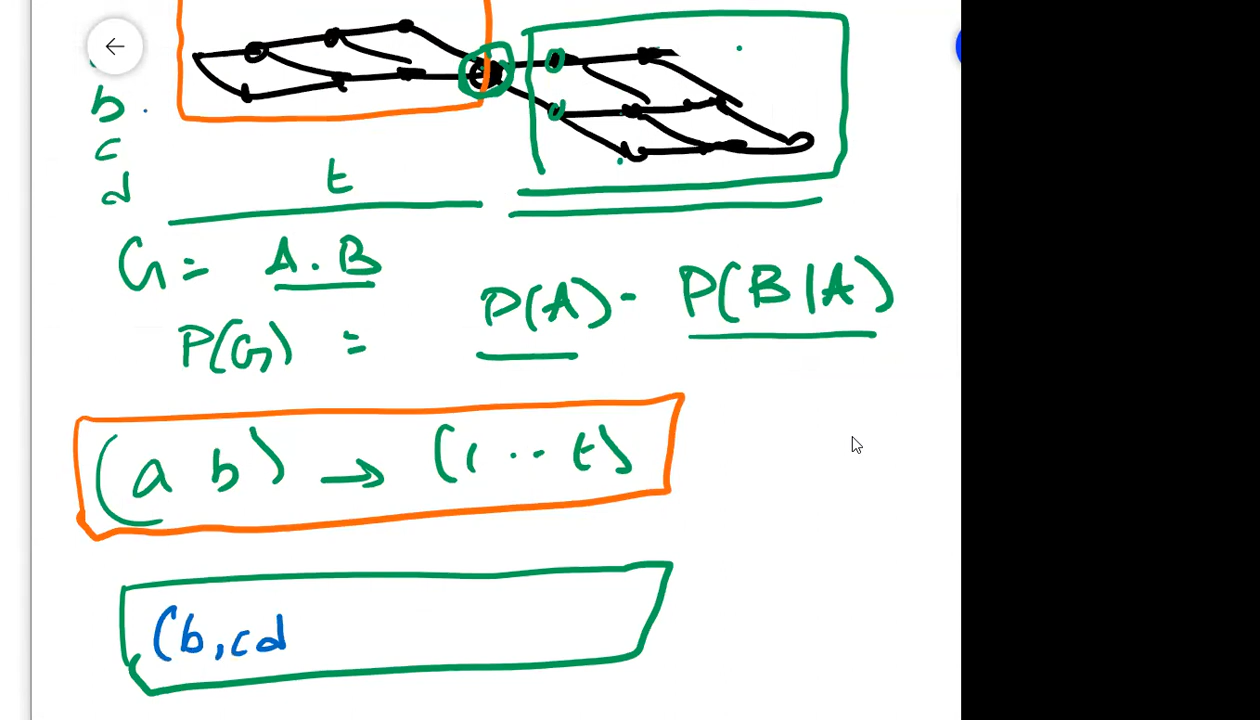 b
c
d
t
G = A . B
P(G) = P(A) - P(B|A)
(a b) → (1 .. t)
(b, cd